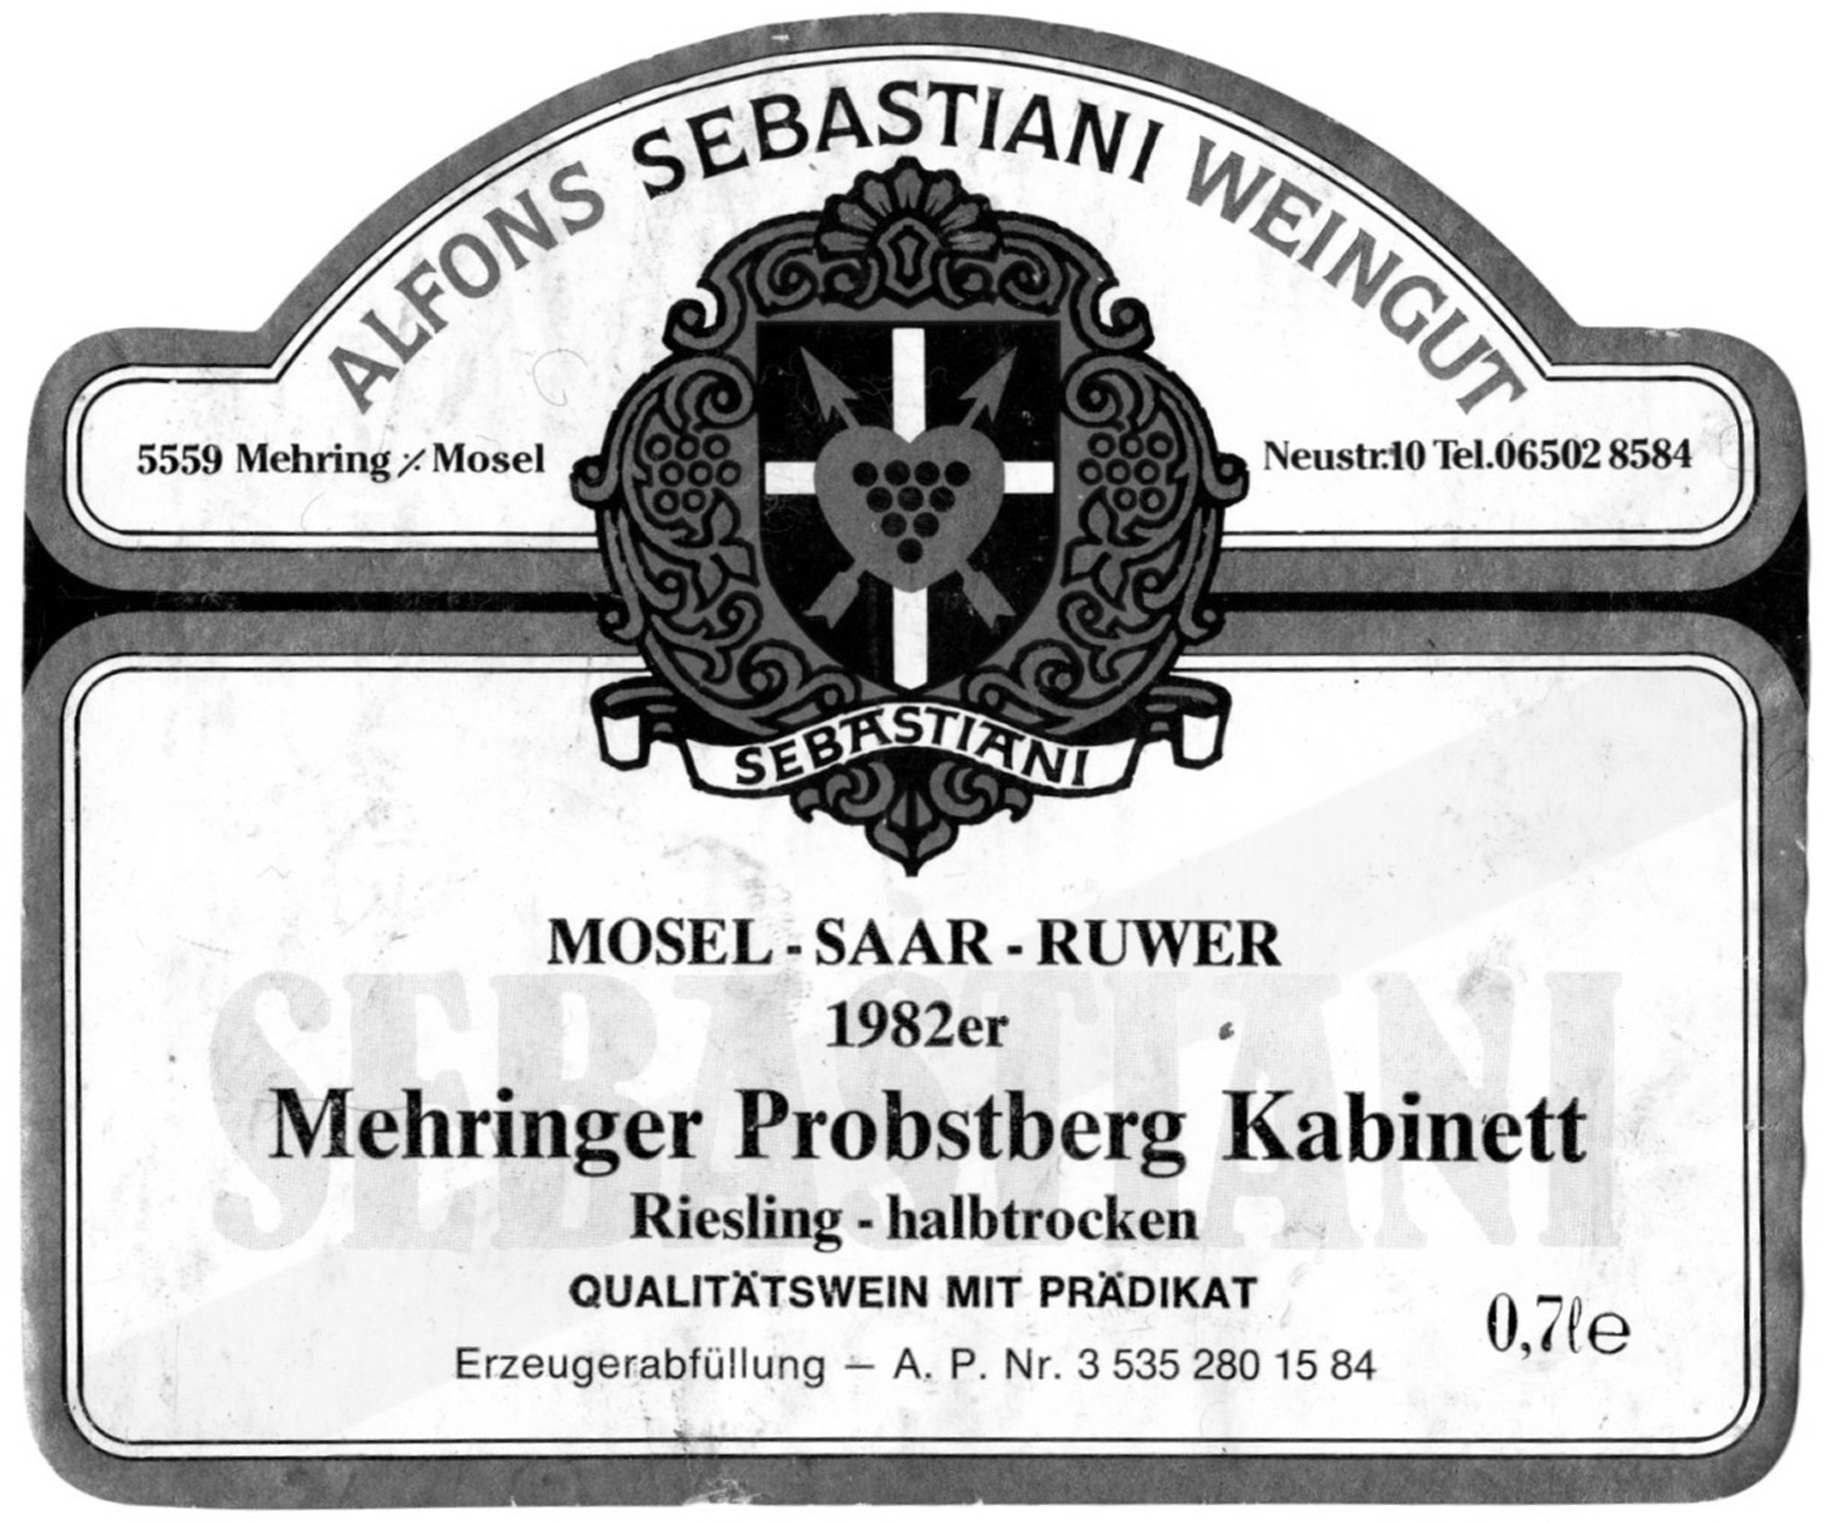 ALFONS SEBASTIANI WEINGUT
5559 Mehring ⁒ Mosel
Neustr.10 Tel.06502 8584
SEBASTIANI
MOSEL - SAAR - RUWER
1982er
SEBASTIANI
Mehringer Probstberg Kabinett
Riesling - halbtrocken
QUALITÄTSWEIN MIT PRÄDIKAT
0,7ℓ℮
Erzeugerabfüllung — A. P. Nr. 3 535 280 15 84